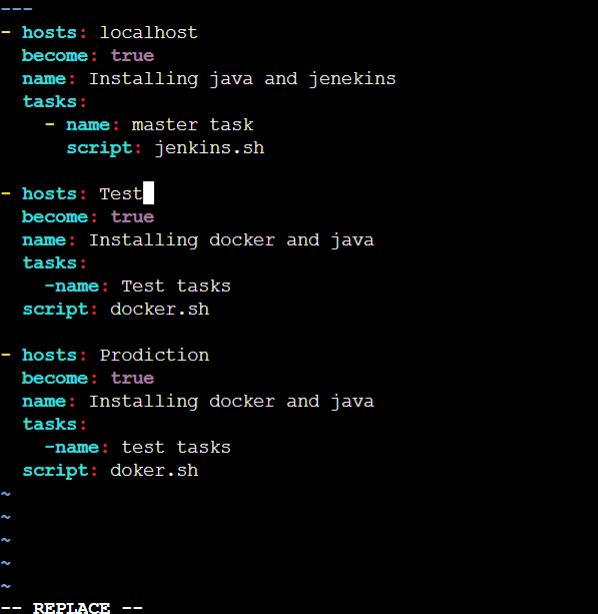 ---
- hosts: localhost
  become: true
  name: Installing java and jenekins
  tasks:
    - name: master task
      script: jenkins.sh

- hosts: Test
  become: true
  name: Installing docker and java
  tasks:
    -name: Test tasks
  script: docker.sh

- hosts: Prodiction
  become: true
  name: Installing docker and java
  tasks:
    -name: test tasks
  script: doker.sh
~
~
~
~
~
-- REPLACE --